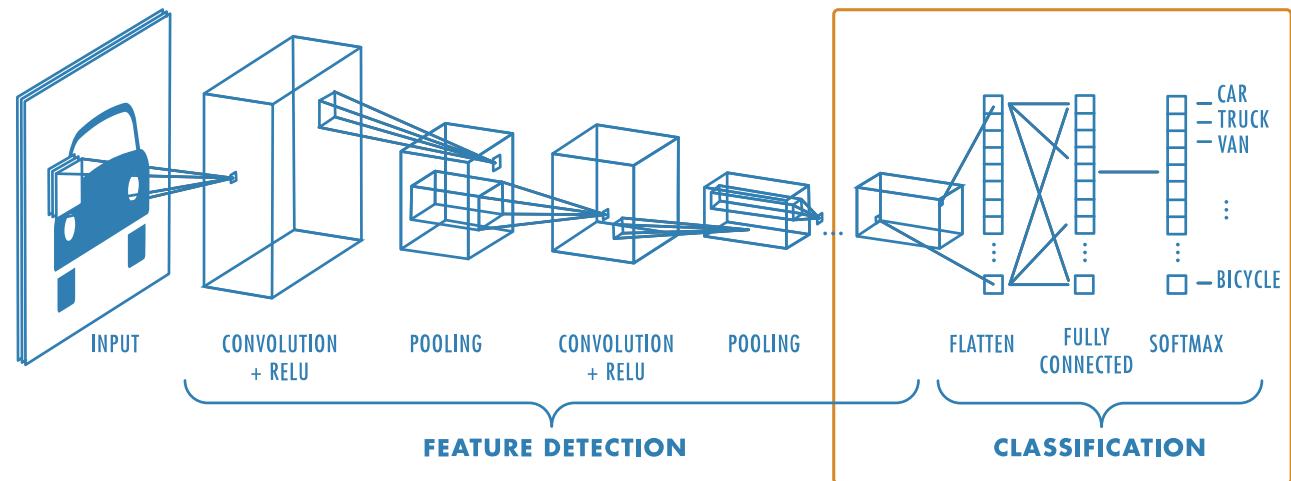 CAR
TRUCK
VAN
...
⋮
⋮
⋮
⋮
BICYCLE
INPUT
CONVOLUTION
+ RELU
POOLING
CONVOLUTION
+ RELU
POOLING
FLATTEN
FULLY
CONNECTED
SOFTMAX
FEATURE DETECTION
CLASSIFICATION